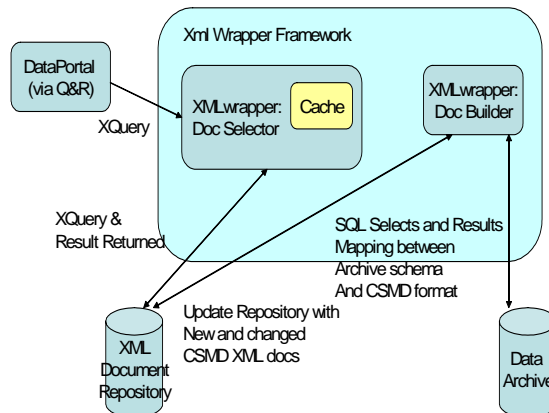 Xml Wrapper Framework
DataPortal
(via Q&R)
XQuery
XMLwrapper:
Doc Selector
Cache
XMLwrapper:
Doc Builder
XQuery &
Result Returned
SQL Selects and Results
Mapping between
Archive schema
And CSMD format
Update Repository with
New and changed
CSMD XML docs
XML
Document
Repository
Data
Archive